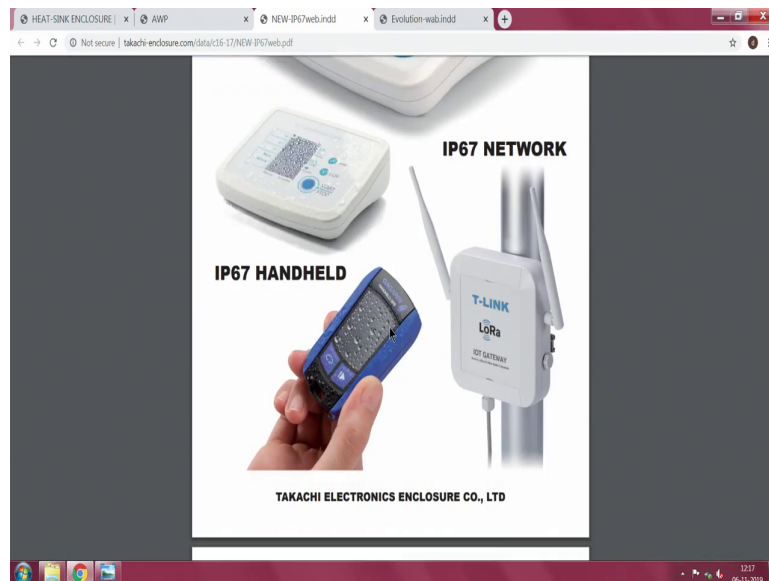 HEAT-SINK ENCLOSURE |
AWP
NEW-IP67web.indd
Evolution-wab.indd
Not secure | takachi-enclosure.com/data/c16-17/NEW-IP67web.pdf
d
IP67 NETWORK
IP67 HANDHELD
T-LINK
LoRa
IOT GATEWAY
TAKACHI ELECTRONICS ENCLOSURE CO., LTD
12:17
06-11-2019